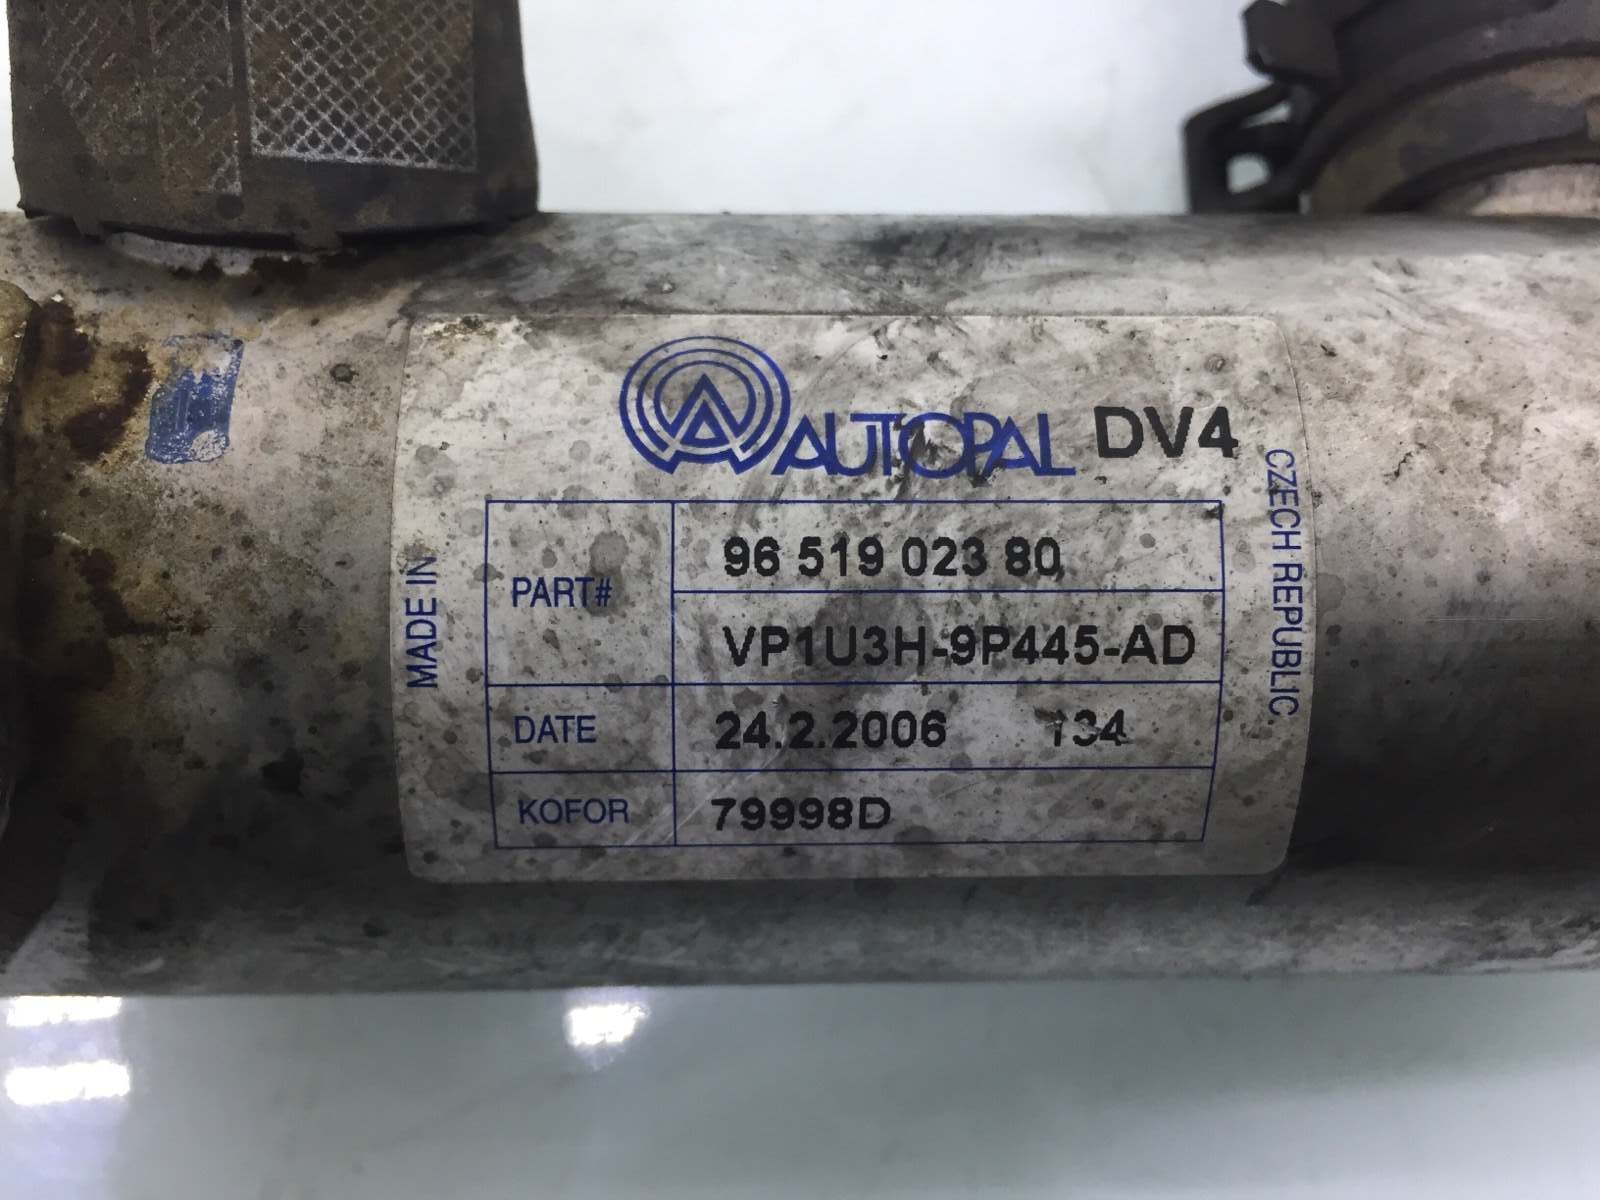 AUTOPAL DV4
MADE IN
CZECH REPUBLIC
PART# 96 519 023 80
VP1U3H-9P445-AD
DATE 24.2.2006 134
KOFOR 79998D